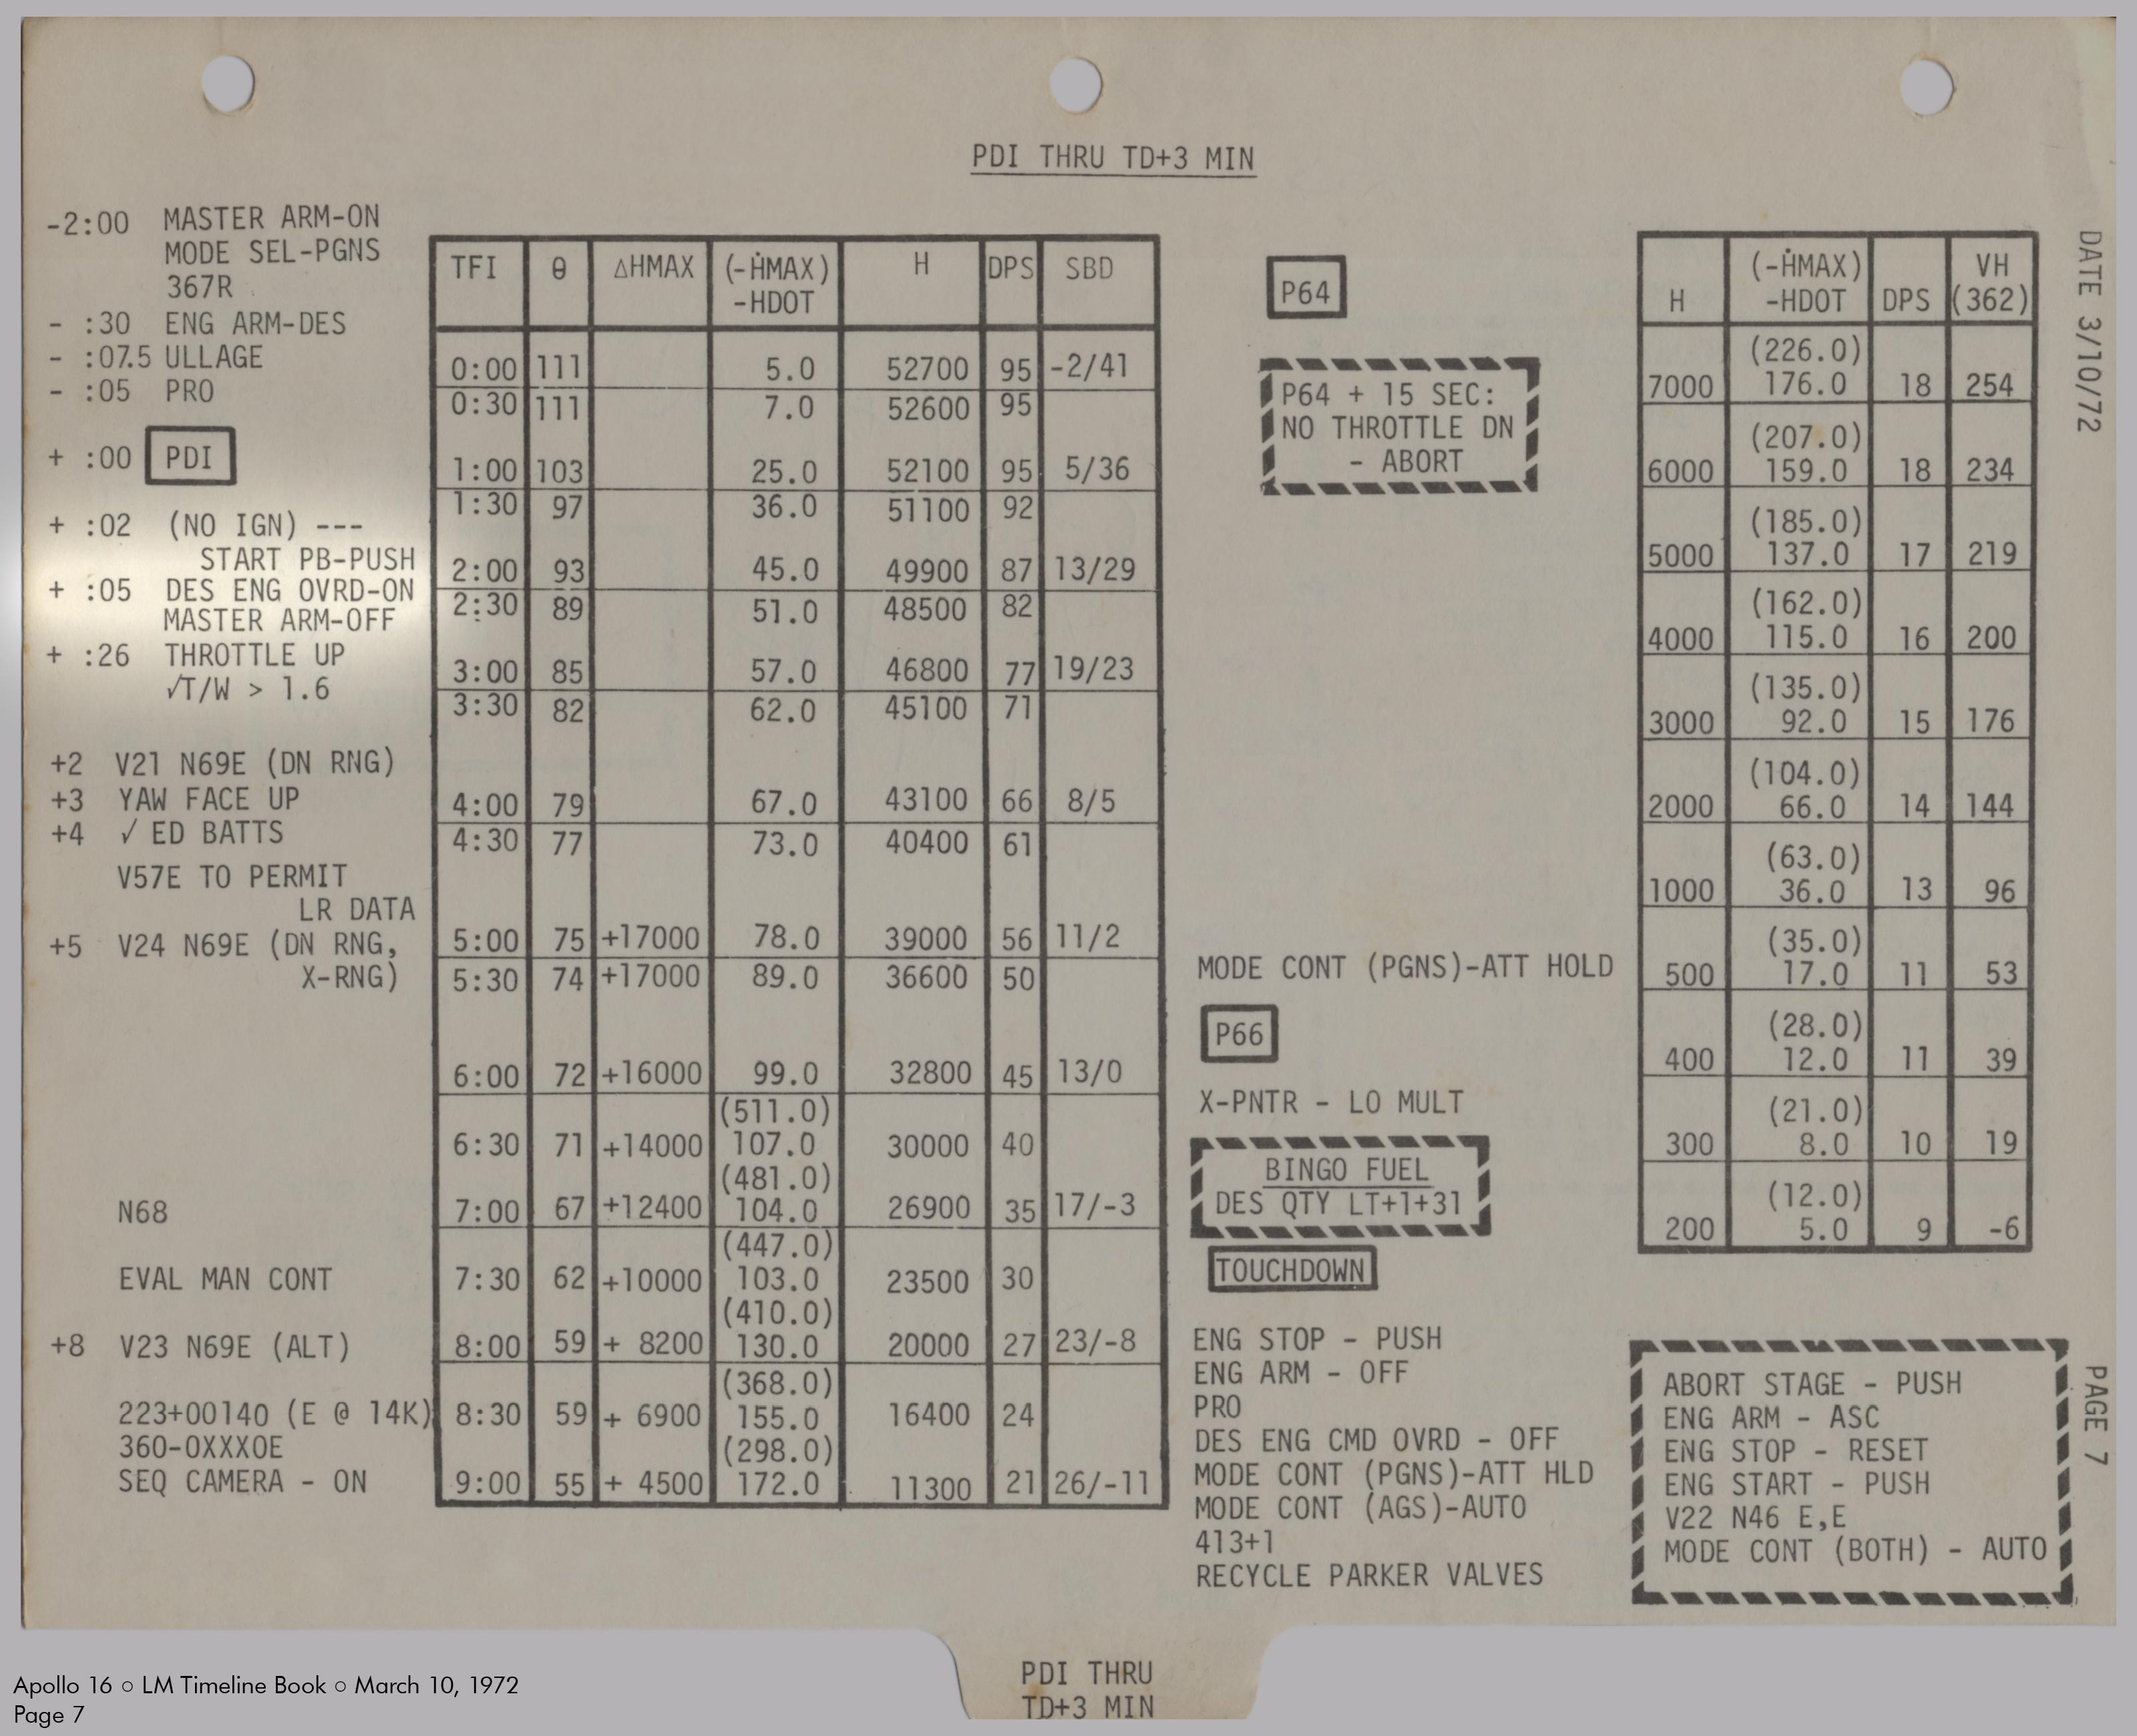 PDI THRU TD+3 MIN
-2:00 MASTER ARM-ON
MODE SEL-PGNS
367R
- :30 ENG ARM-DES
- :07.5 ULLAGE
- :05 PRO
+ :00 PDI
+ :02 (NO IGN) ---
START PB-PUSH
+ :05 DES ENG OVRD-ON
MASTER ARM-OFF
+ :26 THROTTLE UP
√T/W > 1.6
+2 V21 N69E (DN RNG)
+3 YAW FACE UP
+4 √ ED BATTS
V57E TO PERMIT
LR DATA
+5 V24 N69E (DN RNG,
X-RNG)
N68
EVAL MAN CONT
+8 V23 N69E (ALT)
223+00140 (E @ 14K)
360-0XXX0E
SEQ CAMERA - ON
TFI θ ΔHMAX (-ḢMAX) H DPS SBD
-HDOT
0:00 111 5.0 52700 95 -2/41
0:30 111 7.0 52600 95
1:00 103 25.0 52100 95 5/36
1:30 97 36.0 51100 92
2:00 93 45.0 49900 87 13/29
2:30 89 51.0 48500 82
3:00 85 57.0 46800 77 19/23
3:30 82 62.0 45100 71
4:00 79 67.0 43100 66 8/5
4:30 77 73.0 40400 61
5:00 75 +17000 78.0 39000 56 11/2
5:30 74 +17000 89.0 36600 50
6:00 72 +16000 99.0 32800 45 13/0
(511.0)
6:30 71 +14000 107.0 30000 40
(481.0)
7:00 67 +12400 104.0 26900 35 17/-3
(447.0)
7:30 62 +10000 103.0 23500 30
(410.0)
8:00 59 + 8200 130.0 20000 27 23/-8
(368.0)
8:30 59 + 6900 155.0 16400 24
(298.0)
9:00 55 + 4500 172.0 11300 21 26/-11
P64
P64 + 15 SEC:
NO THROTTLE DN
- ABORT
MODE CONT (PGNS)-ATT HOLD
P66
X-PNTR - LO MULT
BINGO FUEL
DES QTY LT+1+31
TOUCHDOWN
ENG STOP - PUSH
ENG ARM - OFF
PRO
DES ENG CMD OVRD - OFF
MODE CONT (PGNS)-ATT HLD
MODE CONT (AGS)-AUTO
413+1
RECYCLE PARKER VALVES
(-ḢMAX) VH
H -HDOT DPS (362)
(226.0)
7000 176.0 18 254
(207.0)
6000 159.0 18 234
(185.0)
5000 137.0 17 219
(162.0)
4000 115.0 16 200
(135.0)
3000 92.0 15 176
(104.0)
2000 66.0 14 144
(63.0)
1000 36.0 13 96
(35.0)
500 17.0 11 53
(28.0)
400 12.0 11 39
(21.0)
300 8.0 10 19
(12.0)
200 5.0 9 -6
ABORT STAGE - PUSH
ENG ARM - ASC
ENG STOP - RESET
ENG START - PUSH
V22 N46 E,E
MODE CONT (BOTH) - AUTO
DATE 3/10/72
PAGE 7
PDI THRU
TD+3 MIN
Apollo 16 ○ LM Timeline Book ○ March 10, 1972
Page 7